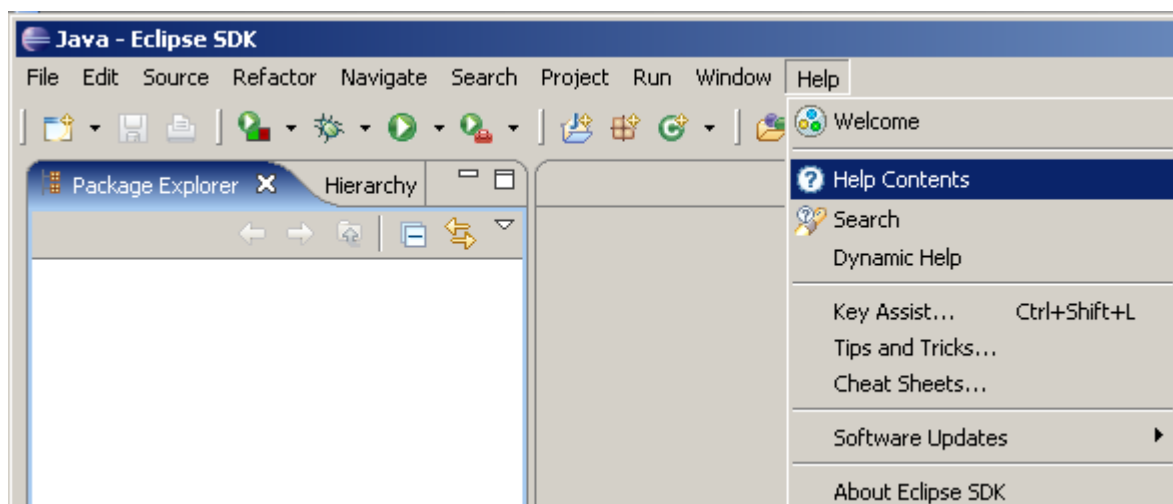 Java - Eclipse SDK
File Edit Source Refactor Navigate Search Project Run Window Help
Welcome
Package Explorer Hierarchy
Help Contents
Search
Dynamic Help
Key Assist... Ctrl+Shift+L
Tips and Tricks...
Cheat Sheets...
Software Updates
About Eclipse SDK